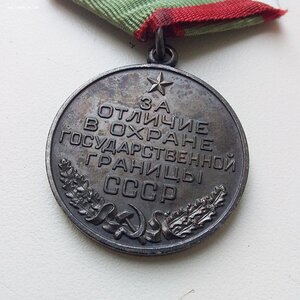 ЗА
ОТЛИЧИЕ
В ОХРАНЕ
ГОСУДАРСТВЕННОЙ
ГРАНИЦЫ
СССР